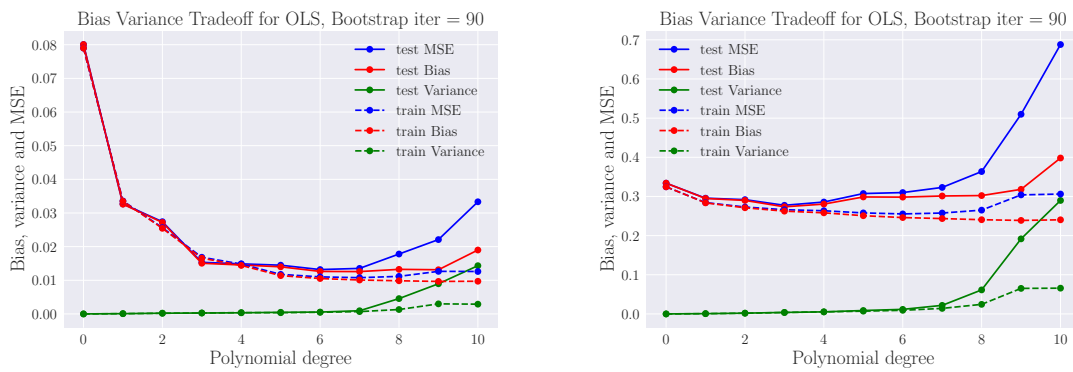 Bias Variance Tradeoff for OLS, Bootstrap iter = 90
0.08
0.07
0.06
0.05
0.04
0.03
0.02
0.01
0.00
Bias, variance and MSE
test MSE
test Bias
test Variance
train MSE
train Bias
train Variance
0 2 4 6 8 10
Polynomial degree
Bias Variance Tradeoff for OLS, Bootstrap iter = 90
0.7
0.6
0.5
0.4
0.3
0.2
0.1
0.0
Bias, variance and MSE
test MSE
test Bias
test Variance
train MSE
train Bias
train Variance
0 2 4 6 8 10
Polynomial degree